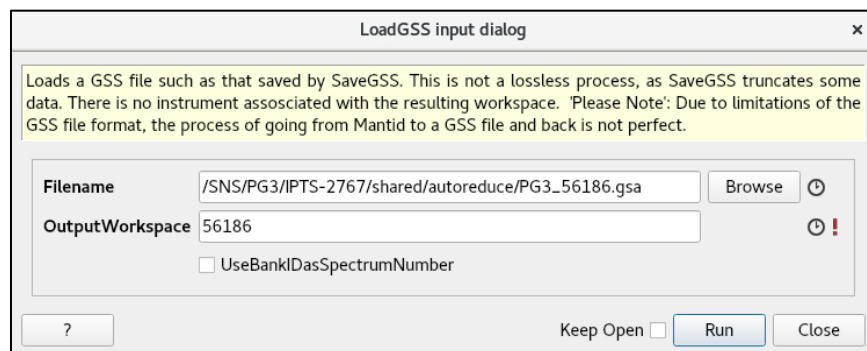 LoadGSS input dialog ×
Loads a GSS file such as that saved by SaveGSS. This is not a lossless process, as SaveGSS truncates some
data. There is no instrument assosciated with the resulting workspace. 'Please Note': Due to limitations of the
GSS file format, the process of going from Mantid to a GSS file and back is not perfect.
Filename /SNS/PG3/IPTS-2767/shared/autoreduce/PG3_56186.gsa Browse
OutputWorkspace 56186 !
UseBankIDasSpectrumNumber
? Keep Open Run Close